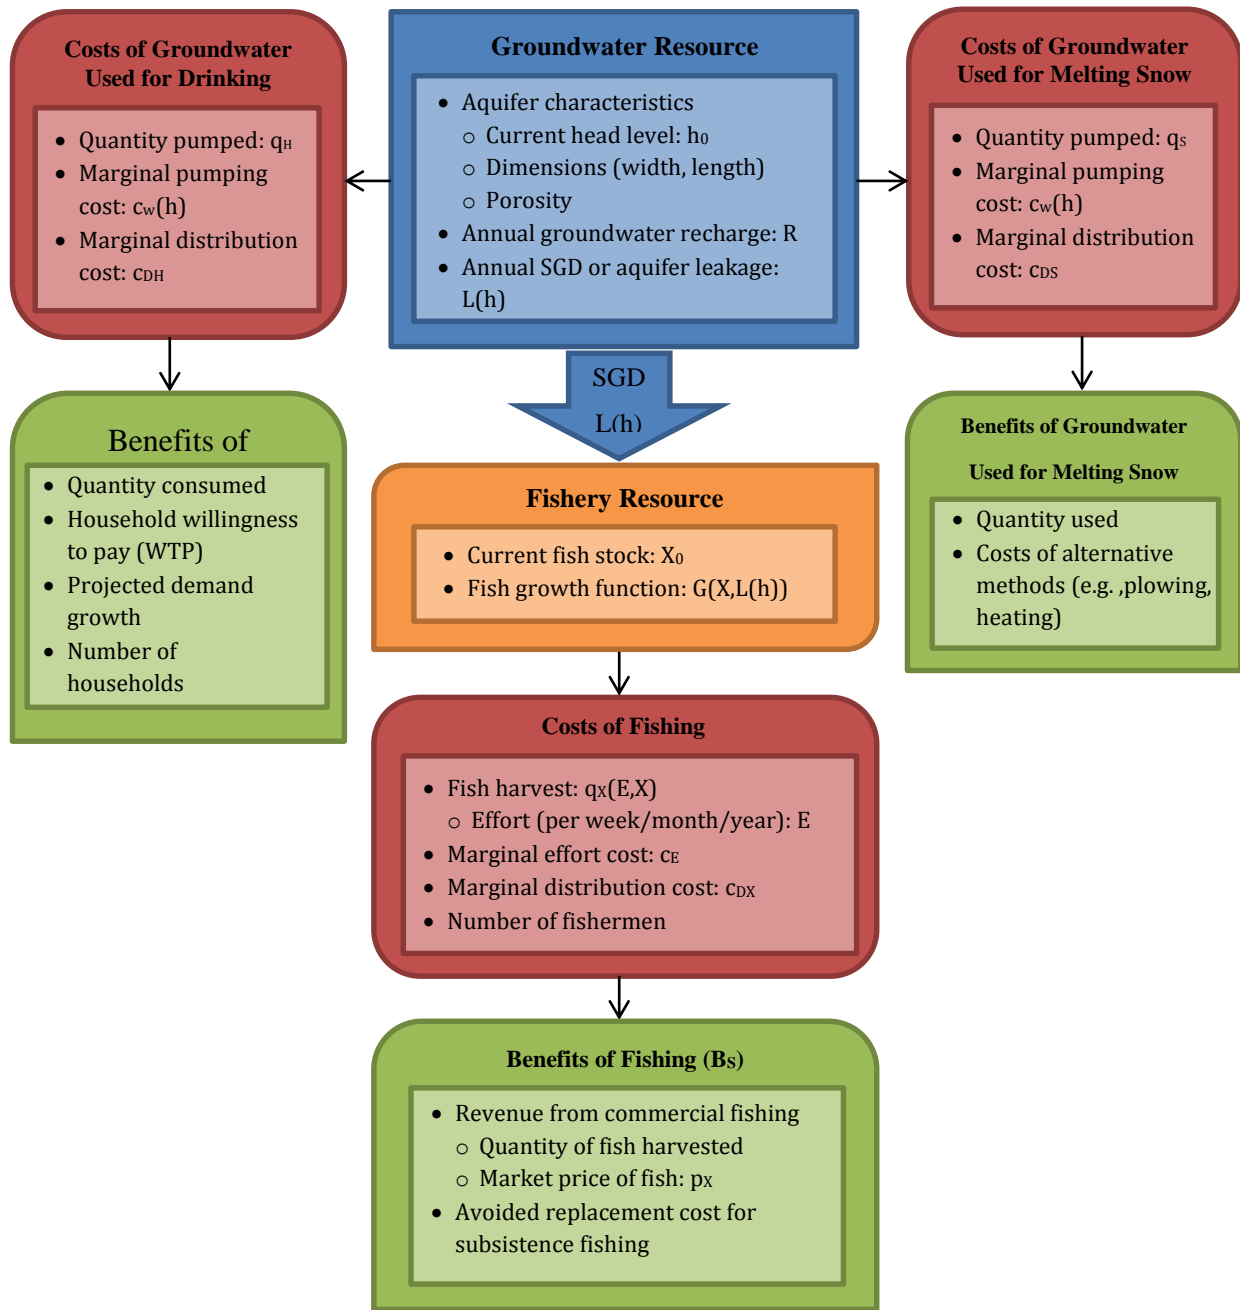 Costs of Groundwater
Used for Drinking
• Quantity pumped: qH
• Marginal pumping
cost: cw(h)
• Marginal distribution
cost: cDH
Groundwater Resource
• Aquifer characteristics
o Current head level: h0
o Dimensions (width, length)
o Porosity
• Annual groundwater recharge: R
• Annual SGD or aquifer leakage:
L(h)
Costs of Groundwater
Used for Melting Snow
• Quantity pumped: qS
• Marginal pumping
cost: cw(h)
• Marginal distribution
cost: cDS
SGD
L(h)
Benefits of
• Quantity consumed
• Household willingness
to pay (WTP)
• Projected demand
growth
• Number of
households
Fishery Resource
• Current fish stock: X0
• Fish growth function: G(X,L(h))
Benefits of Groundwater
Used for Melting Snow
• Quantity used
• Costs of alternative
methods (e.g. ,plowing,
heating)
Costs of Fishing
• Fish harvest: qX(E,X)
o Effort (per week/month/year): E
• Marginal effort cost: cE
• Marginal distribution cost: cDX
• Number of fishermen
Benefits of Fishing (BS)
• Revenue from commercial fishing
o Quantity of fish harvested
o Market price of fish: pX
• Avoided replacement cost for
subsistence fishing